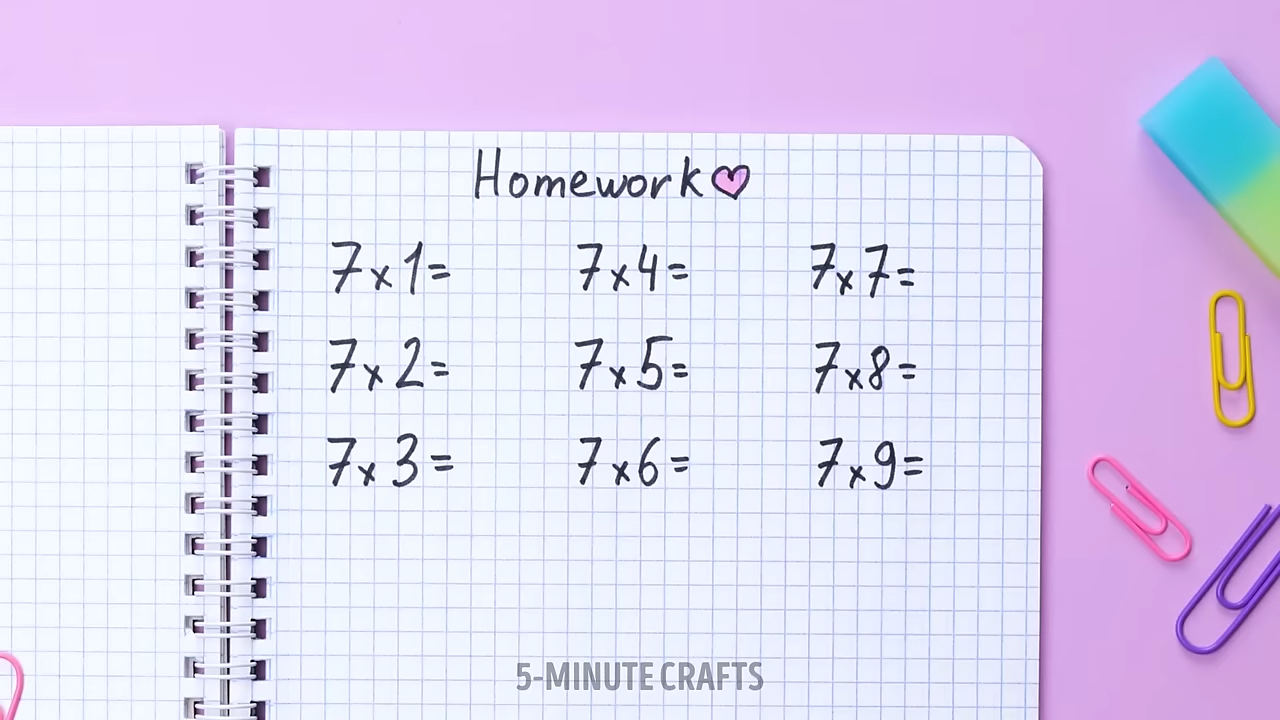 Homework
7x1= 7x4= 7x7=
7x2= 7x5= 7x8=
7x3= 7x6= 7x9=
5-MINUTE CRAFTS